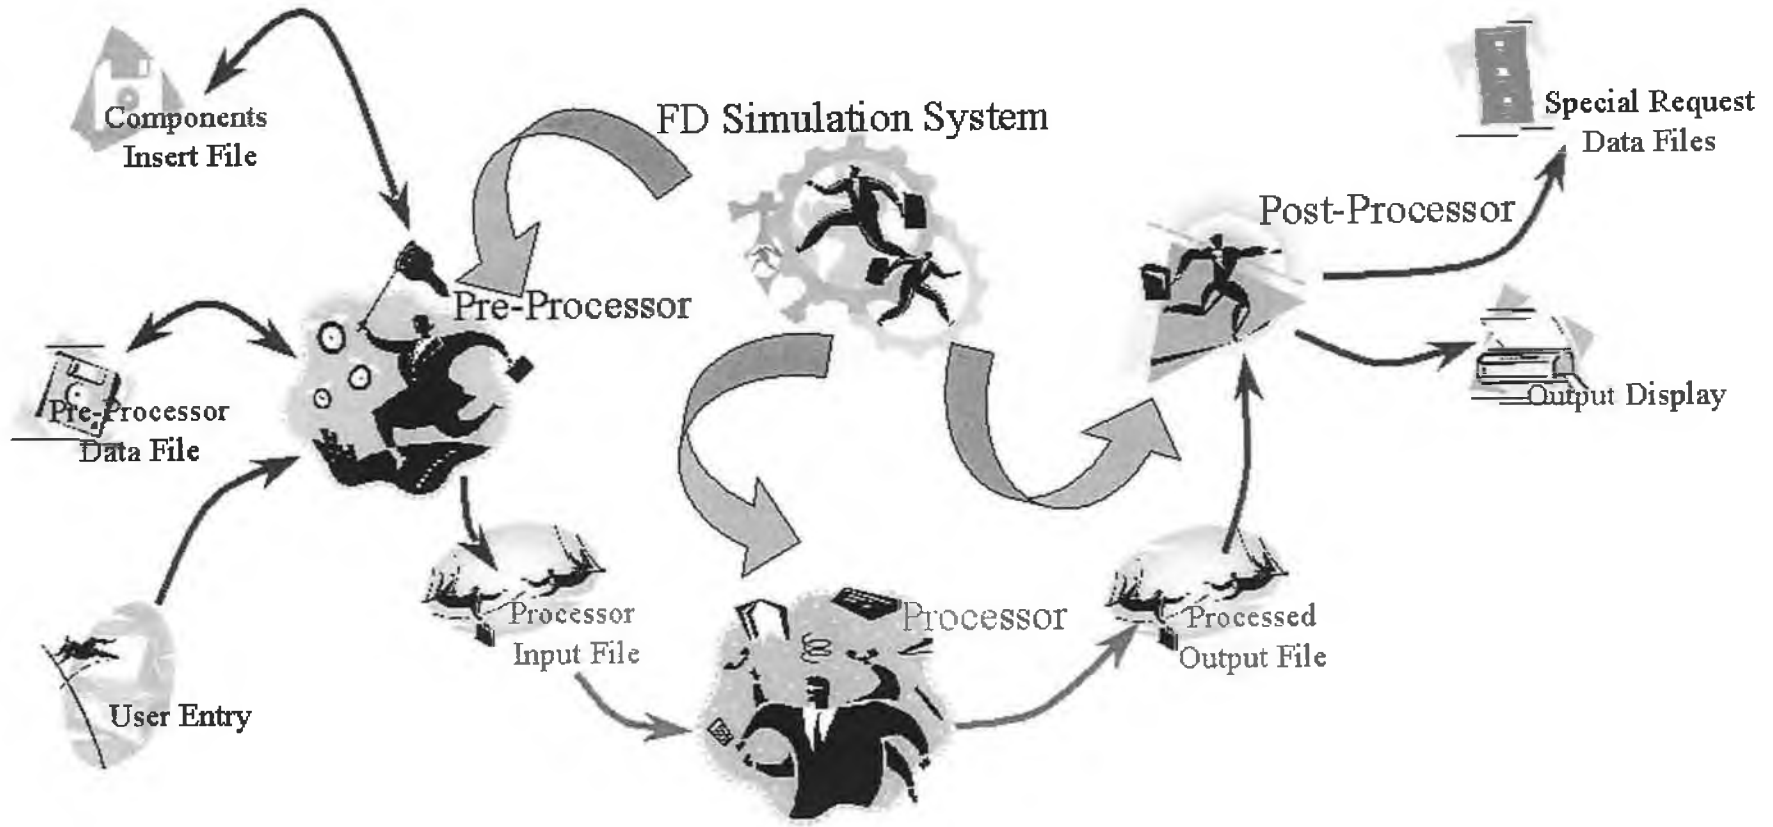 FD Simulation System
Components
Insert File
Pre-Processor
Pre-Processor
Data File
User Entry
Processor
Input File
Processor
Processed
Output File
Post-Processor
Special Request
Data Files
Output Display